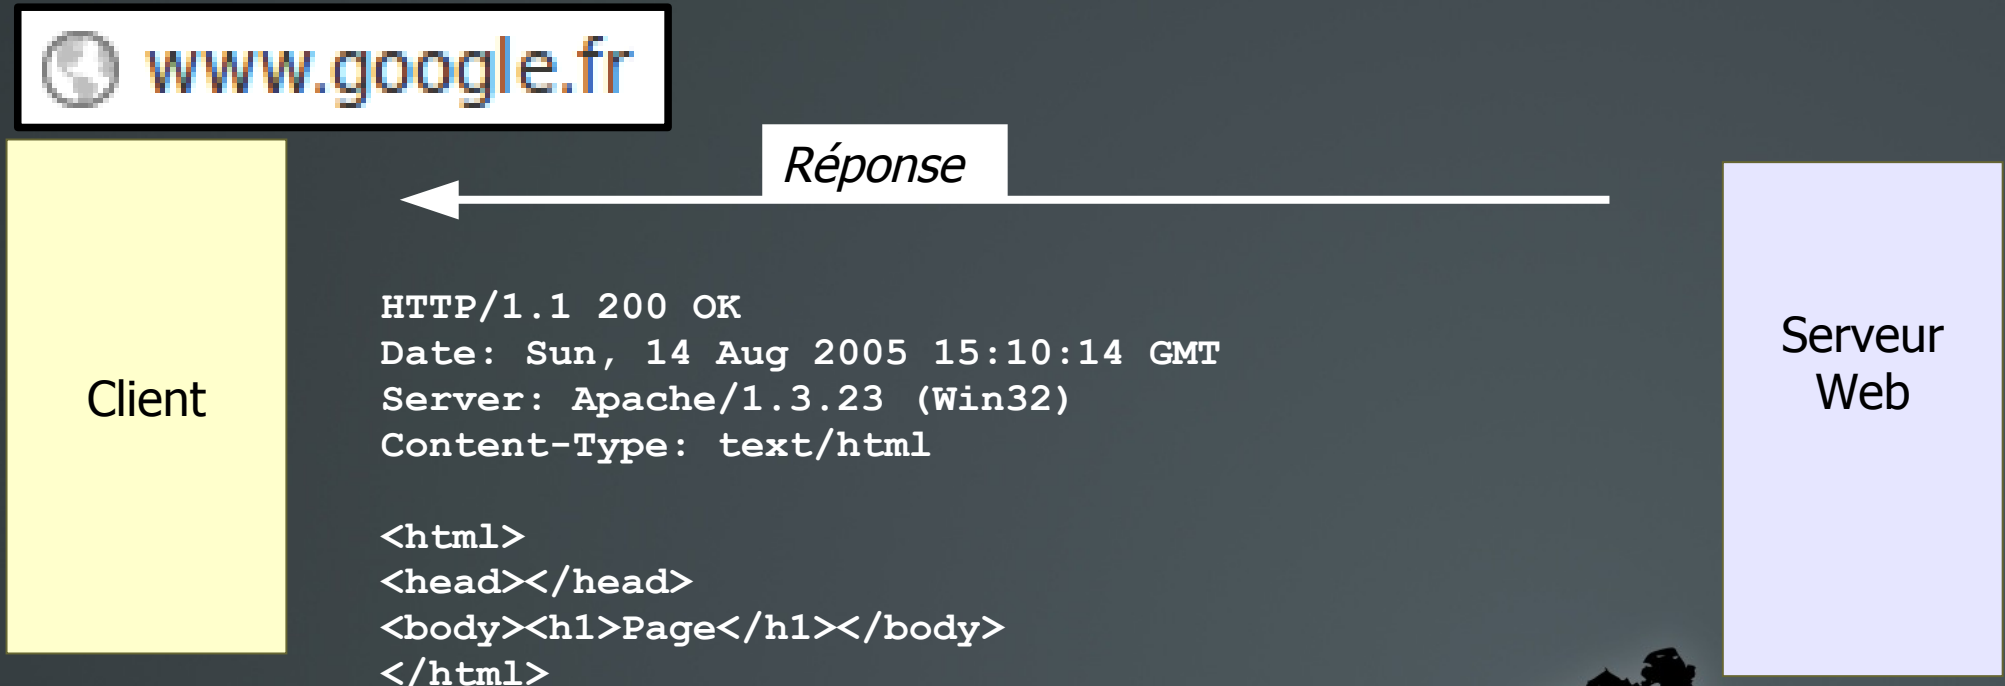 www.google.fr
Réponse
Client
HTTP/1.1 200 OK
Date: Sun, 14 Aug 2005 15:10:14 GMT
Server: Apache/1.3.23 (Win32)
Content-Type: text/html
<html>
<head></head>
<body><h1>Page</h1></body>
</html>
Serveur
Web